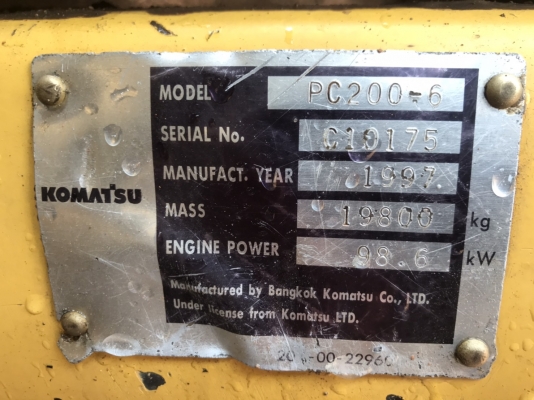 MODEL PC200-6
SERIAL No. C10175
MANUFACT. YEAR 1997
KOMATSU
MASS 19800 kg
ENGINE POWER 98.6 kW
Manufactured by Bangkok Komatsu Co., LTD.
Under license from Komatsu LTD.